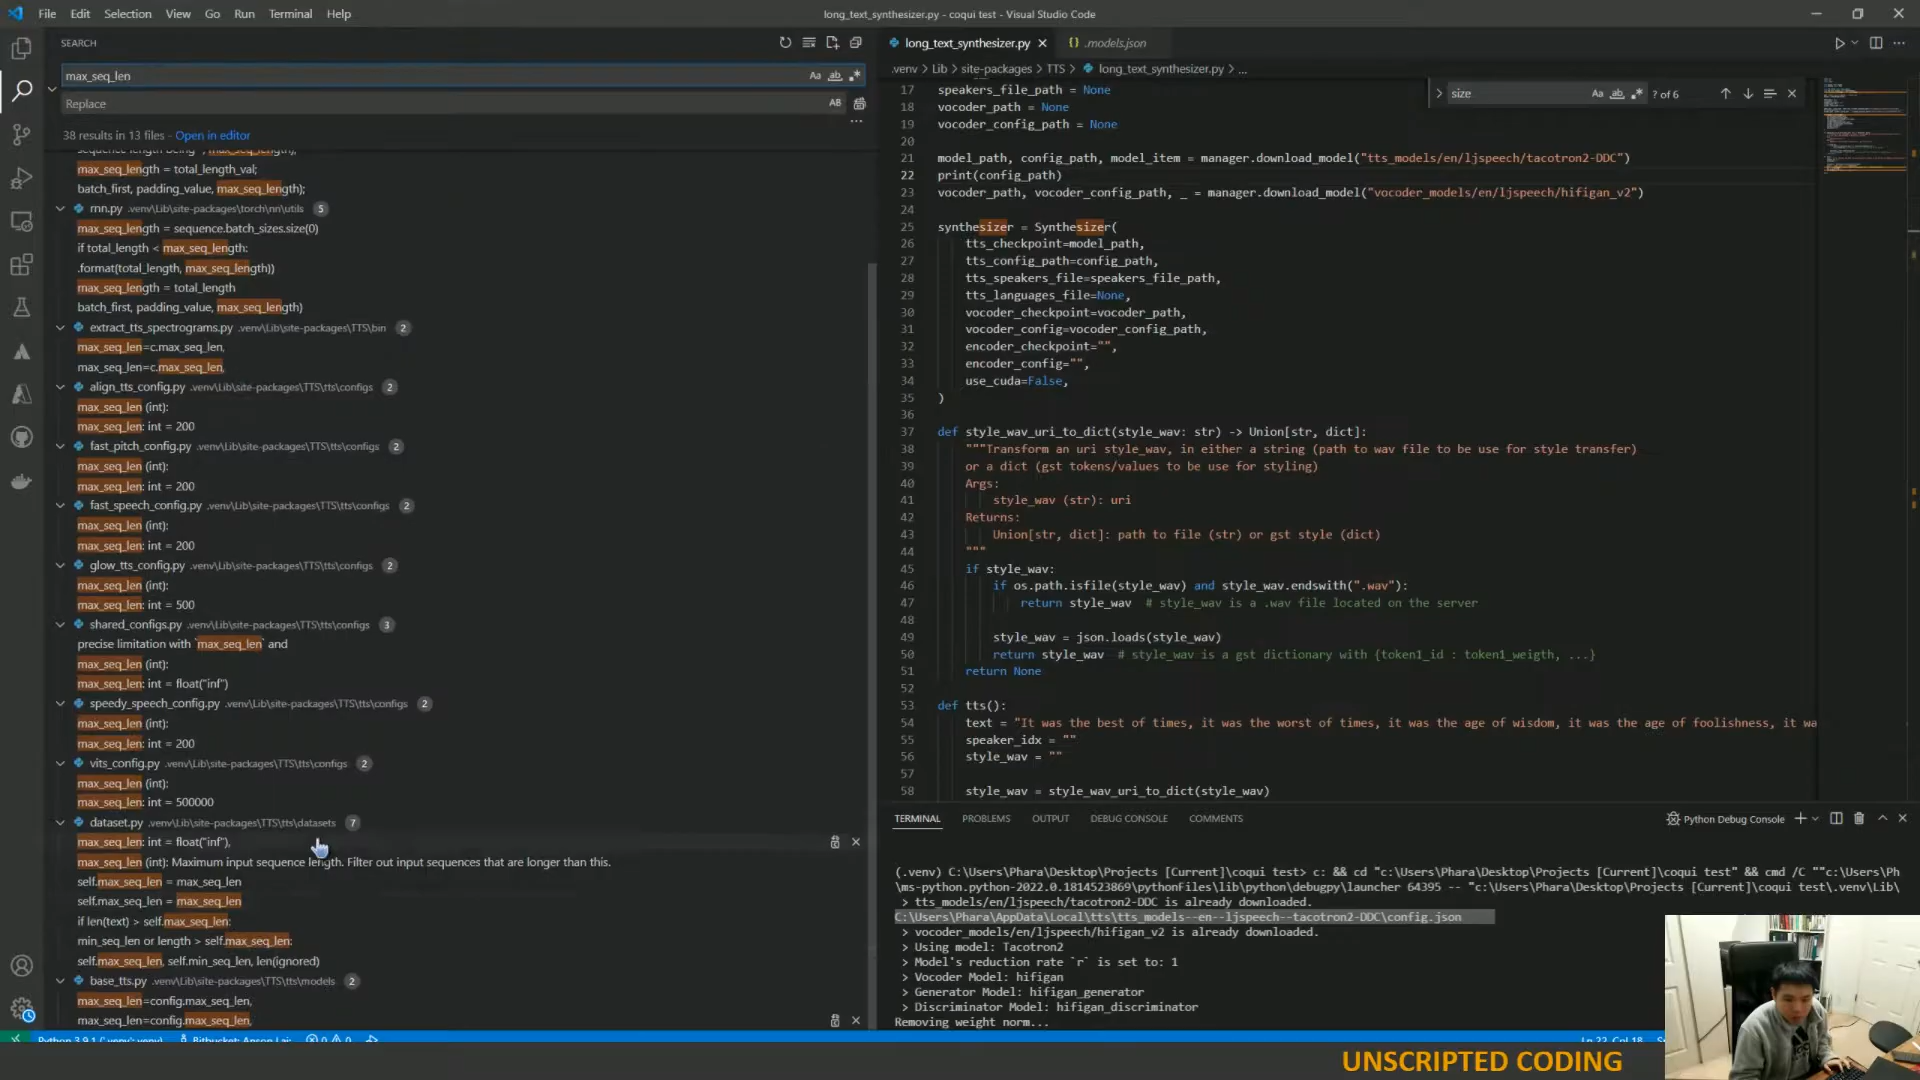 File Edit Selection View Go Run Terminal Help
long_text_synthesizer.py - coqui test - Visual Studio Code
SEARCH
max_seq_len
Aa ab
Replace
AB
38 results in 13 files - Open in editor
max_seq_length = total_length_val;
batch_first, padding_value, max_seq_length);
rnn.py .venv\Lib\site-packages\torch\nn\utils 5
max_seq_length = sequence.batch_sizes.size(0)
if total_length < max_seq_length:
.format(total_length, max_seq_length))
max_seq_length = total_length
batch_first, padding_value, max_seq_length)
extract_tts_spectrograms.py .venv\Lib\site-packages\TTS\bin 2
max_seq_len=c.max_seq_len,
max_seq_len=c.max_seq_len,
align_tts_config.py .venv\Lib\site-packages\TTS\tts\configs 2
max_seq_len (int):
max_seq_len: int = 200
fast_pitch_config.py .venv\Lib\site-packages\TTS\tts\configs 2
max_seq_len (int):
max_seq_len: int = 200
fast_speech_config.py .venv\Lib\site-packages\TTS\tts\configs 2
max_seq_len (int):
max_seq_len: int = 200
glow_tts_config.py .venv\Lib\site-packages\TTS\tts\configs 2
max_seq_len (int):
max_seq_len: int = 500
shared_configs.py .venv\Lib\site-packages\TTS\tts\configs 3
precise limitation with `max_seq_len` and
max_seq_len (int):
max_seq_len: int = float("inf")
speedy_speech_config.py .venv\Lib\site-packages\TTS\tts\configs 2
max_seq_len (int):
max_seq_len: int = 200
vits_config.py .venv\Lib\site-packages\TTS\tts\configs 2
max_seq_len (int):
max_seq_len: int = 500000
dataset.py .venv\Lib\site-packages\TTS\tts\datasets 7
max_seq_len: int = float("inf"),
max_seq_len (int): Maximum input sequence length. Filter out input sequences that are longer than this.
self.max_seq_len = max_seq_len
self.max_seq_len = max_seq_len
if len(text) > self.max_seq_len:
min_seq_len or length > self.max_seq_len:
self.max_seq_len, self.min_seq_len, len(ignored)
base_tts.py .venv\Lib\site-packages\TTS\tts\models 2
max_seq_len=config.max_seq_len,
max_seq_len=config.max_seq_len,
long_text_synthesizer.py .models.json
.venv > Lib > site-packages > TTS > long_text_synthesizer.py > ...
size Aa ab ? of 6
17 speakers_file_path = None
18 vocoder_path = None
19 vocoder_config_path = None
20
21 model_path, config_path, model_item = manager.download_model("tts_models/en/ljspeech/tacotron2-DDC")
22 print(config_path)
23 vocoder_path, vocoder_config_path, _ = manager.download_model("vocoder_models/en/ljspeech/hifigan_v2")
24
25 synthesizer = Synthesizer(
26 tts_checkpoint=model_path,
27 tts_config_path=config_path,
28 tts_speakers_file=speakers_file_path,
29 tts_languages_file=None,
30 vocoder_checkpoint=vocoder_path,
31 vocoder_config=vocoder_config_path,
32 encoder_checkpoint="",
33 encoder_config="",
34 use_cuda=False,
35 )
36
37 def style_wav_uri_to_dict(style_wav: str) -> Union[str, dict]:
38 """Transform an uri style_wav, in either a string (path to wav file to be use for style transfer)
39 or a dict (gst tokens/values to be use for styling)
40 Args:
41 style_wav (str): uri
42 Returns:
43 Union[str, dict]: path to file (str) or gst style (dict)
44 """
45 if style_wav:
46 if os.path.isfile(style_wav) and style_wav.endswith(".wav"):
47 return style_wav # style_wav is a .wav file located on the server
48
49 style_wav = json.loads(style_wav)
50 return style_wav # style_wav is a gst dictionary with {token1_id : token1_weigth, ...}
51 return None
52
53 def tts():
54 text = "It was the best of times, it was the worst of times, it was the age of wisdom, it was the age of foolishness, it wa
55 speaker_idx = ""
56 style_wav = ""
57
58 style_wav = style_wav_uri_to_dict(style_wav)
TERMINAL PROBLEMS OUTPUT DEBUG CONSOLE COMMENTS
Python Debug Console
(.venv) C:\Users\Phara\Desktop\Projects [Current]\coqui test> c: && cd "c:\Users\Phara\Desktop\Projects [Current]\coqui test" && cmd /C ""c:\Users\Ph
\ms-python.python-2022.0.1814523869\pythonFiles\lib\python\debugpy\launcher 64395 -- "c:\Users\Phara\Desktop\Projects [Current]\coqui test\.venv\Lib\
> tts_models/en/ljspeech/tacotron2-DDC is already downloaded.
C:\Users\Phara\AppData\Local\tts\tts_models--en--ljspeech--tacotron2-DDC\config.json
> vocoder_models/en/ljspeech/hifigan_v2 is already downloaded.
> Using model: Tacotron2
> Model's reduction rate `r` is set to: 1
> Vocoder Model: hifigan
> Generator Model: hifigan_generator
> Discriminator Model: hifigan_discriminator
Removing weight norm...
UNSCRIPTED CODING